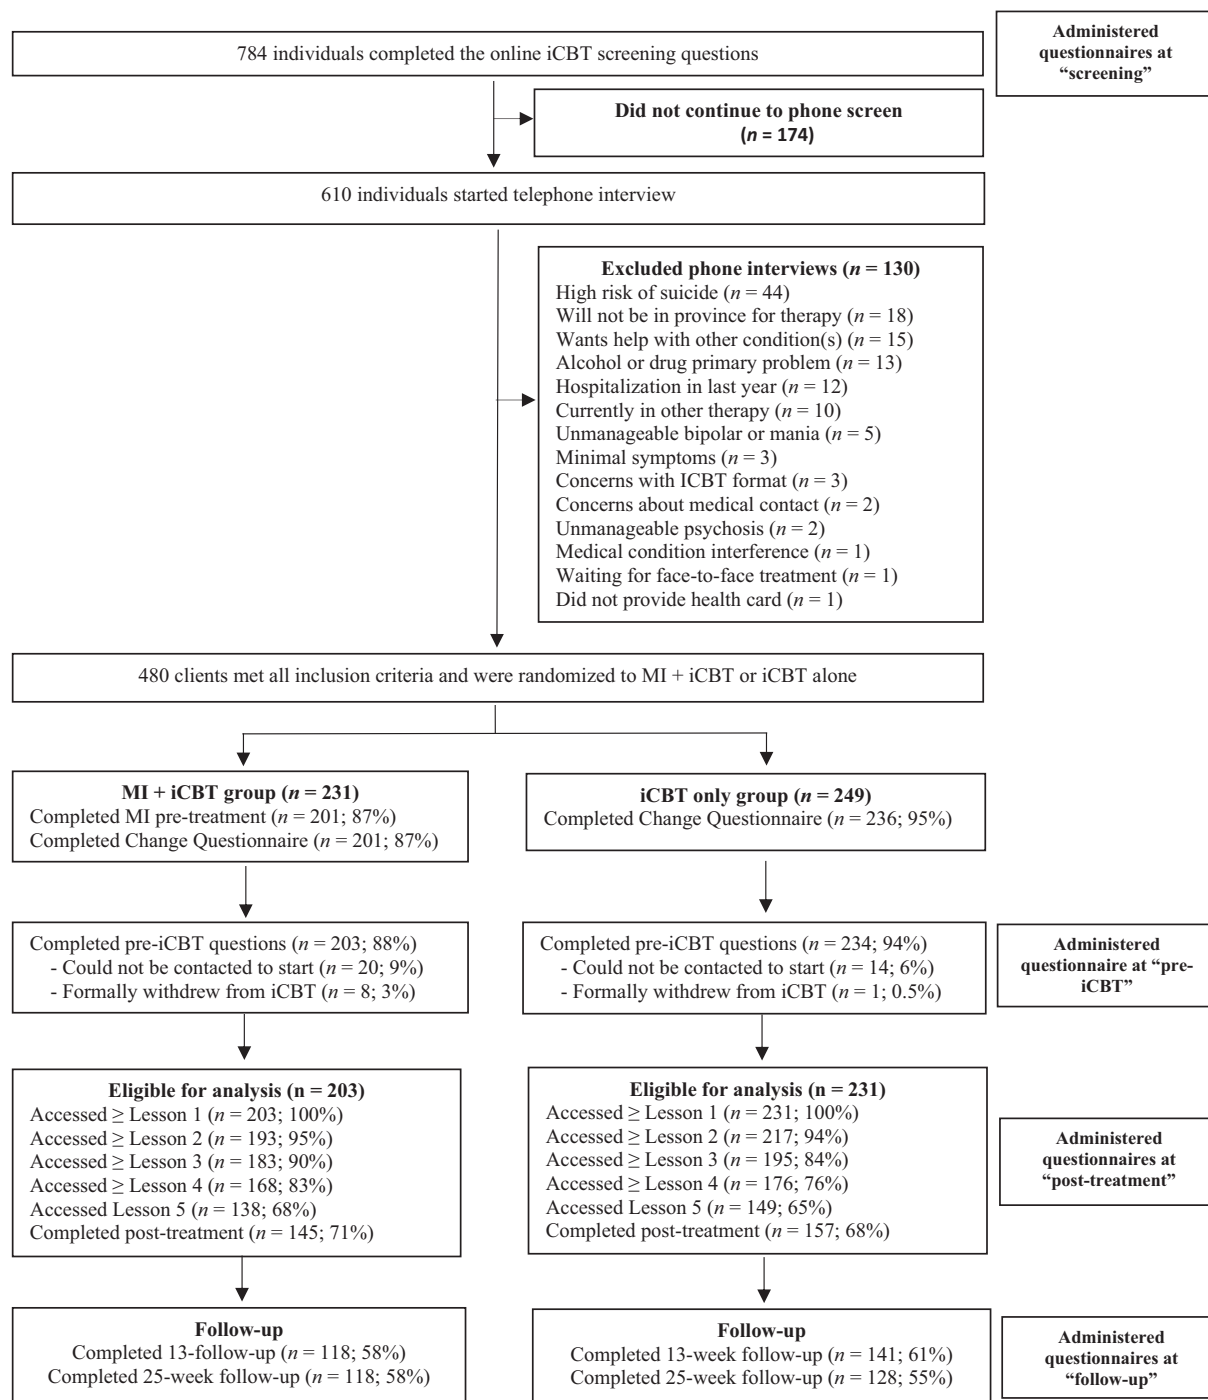 784 individuals completed the online iCBT screening questions
Administered
questionnaires at
“screening”
Did not continue to phone screen
(n = 174)
610 individuals started telephone interview
Excluded phone interviews (n = 130)
High risk of suicide (n = 44)
Will not be in province for therapy (n = 18)
Wants help with other condition(s) (n = 15)
Alcohol or drug primary problem (n = 13)
Hospitalization in last year (n = 12)
Currently in other therapy (n = 10)
Unmanageable bipolar or mania (n = 5)
Minimal symptoms (n = 3)
Concerns with ICBT format (n = 3)
Concerns about medical contact (n = 2)
Unmanageable psychosis (n = 2)
Medical condition interference (n = 1)
Waiting for face-to-face treatment (n = 1)
Did not provide health card (n = 1)
480 clients met all inclusion criteria and were randomized to MI + iCBT or iCBT alone
MI + iCBT group (n = 231)
Completed MI pre-treatment (n = 201; 87%)
Completed Change Questionnaire (n = 201; 87%)
iCBT only group (n = 249)
Completed Change Questionnaire (n = 236; 95%)
Completed pre-iCBT questions (n = 203; 88%)
- Could not be contacted to start (n = 20; 9%)
- Formally withdrew from iCBT (n = 8; 3%)
Completed pre-iCBT questions (n = 234; 94%)
- Could not be contacted to start (n = 14; 6%)
- Formally withdrew from iCBT (n = 1; 0.5%)
Administered
questionnaire at “pre-
iCBT”
Eligible for analysis (n = 203)
Accessed ≥ Lesson 1 (n = 203; 100%)
Accessed ≥ Lesson 2 (n = 193; 95%)
Accessed ≥ Lesson 3 (n = 183; 90%)
Accessed ≥ Lesson 4 (n = 168; 83%)
Accessed Lesson 5 (n = 138; 68%)
Completed post-treatment (n = 145; 71%)
Eligible for analysis (n = 231)
Accessed ≥ Lesson 1 (n = 231; 100%)
Accessed ≥ Lesson 2 (n = 217; 94%)
Accessed ≥ Lesson 3 (n = 195; 84%)
Accessed ≥ Lesson 4 (n = 176; 76%)
Accessed Lesson 5 (n = 149; 65%)
Completed post-treatment (n = 157; 68%)
Administered
questionnaires at
“post-treatment”
Follow-up
Completed 13-follow-up (n = 118; 58%)
Completed 25-week follow-up (n = 118; 58%)
Follow-up
Completed 13-week follow-up (n = 141; 61%)
Completed 25-week follow-up (n = 128; 55%)
Administered
questionnaires at
“follow-up”